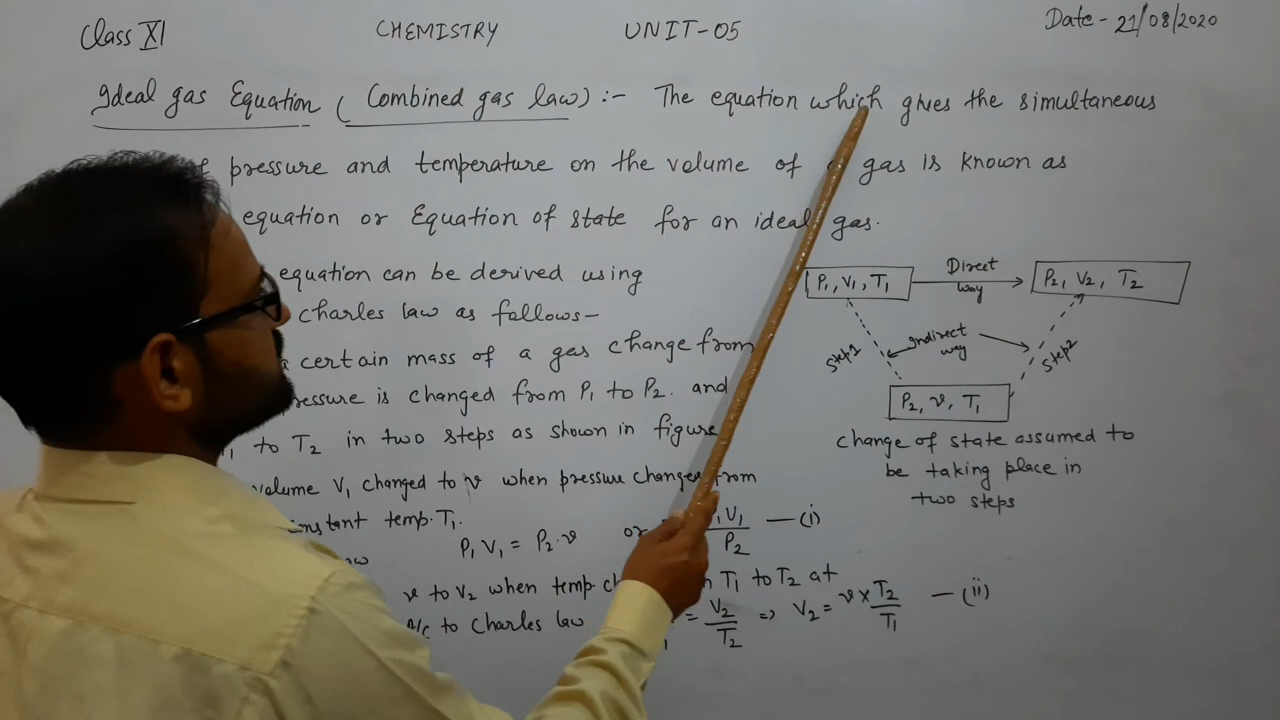 Class XI CHEMISTRY UNIT-05 Date - 21/08/2020
Ideal gas Equation (Combined gas law) :- The equation which gives the simultaneous
pressure and temperature on the volume of gas is known as
equation or Equation of state for an ideal gas.
equation can be derived using
charles law as follows-
certain mass of a gas change from
pressure is changed from P₁ to P₂. and
to T₂ in two steps as shown in figure
volume V₁ changed to v when pressure changes from
constant temp. T₁.
P₁ V₁ = P₂.v or V₁ / P₂ — (i)
v to V₂ when temp. T₁ to T₂ at
A/c to Charles law = V₂/T₂ ⇒ V₂ = v × T₂/T₁ — (ii)
P₁, V₁, T₁
Direct way
P₂, V₂, T₂
Step1
Indirect way
Step2
P₂, v, T₁
change of state assumed to
be taking place in
two steps